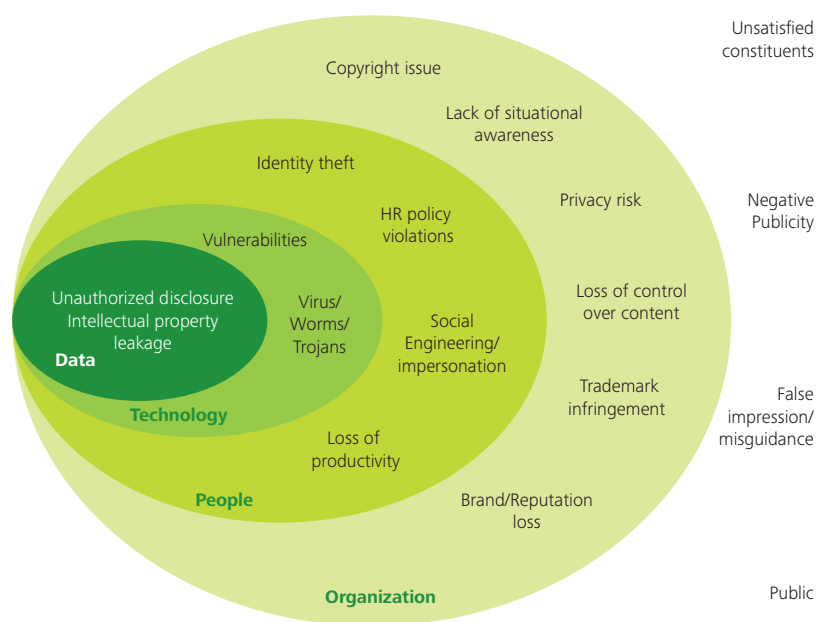 Unsatisfied
constituents
Copyright issue
Lack of situational
awareness
Identity theft
Privacy risk
Negative
Publicity
HR policy
violations
Vulnerabilities
Unauthorized disclosure
Intellectual property
leakage
Data
Virus/
Worms/
Trojans
Social
Engineering/
impersonation
Loss of control
over content
Trademark
infringement
False
impression/
misguidance
Technology
Loss of
productivity
People
Brand/Reputation
loss
Organization
Public